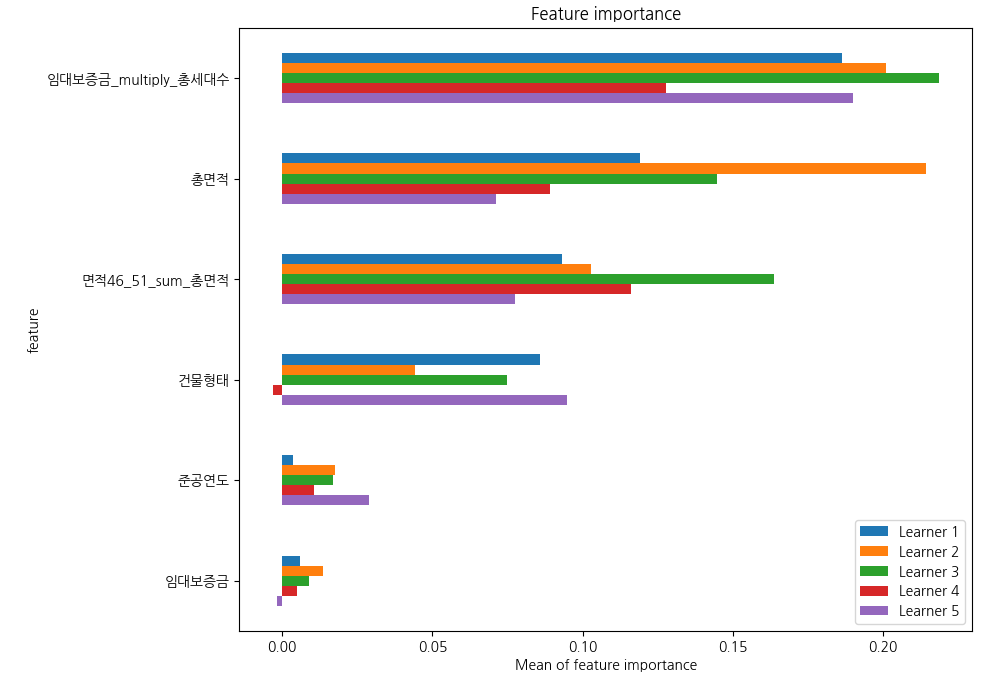 Feature importance
임대보증금_multiply_총세대수
총면적
면적46_51_sum_총면적
건물형태
준공연도
임대보증금
feature
Learner 1
Learner 2
Learner 3
Learner 4
Learner 5
0.00 0.05 0.10 0.15 0.20
Mean of feature importance